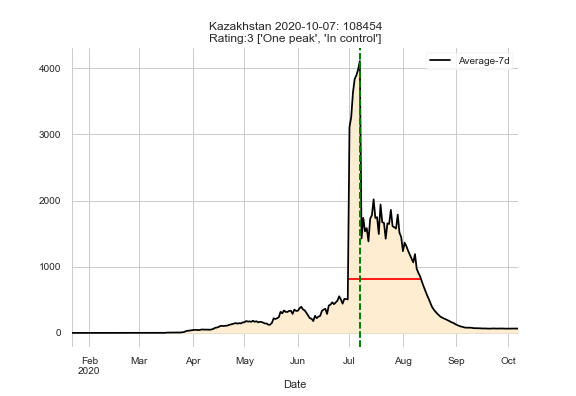 Kazakhstan 2020-10-07: 108454
Rating:3 ['One peak', 'In control']
Average-7d
4000
3000
2000
1000
0
Feb Mar Apr May Jun Jul Aug Sep Oct
2020
Date